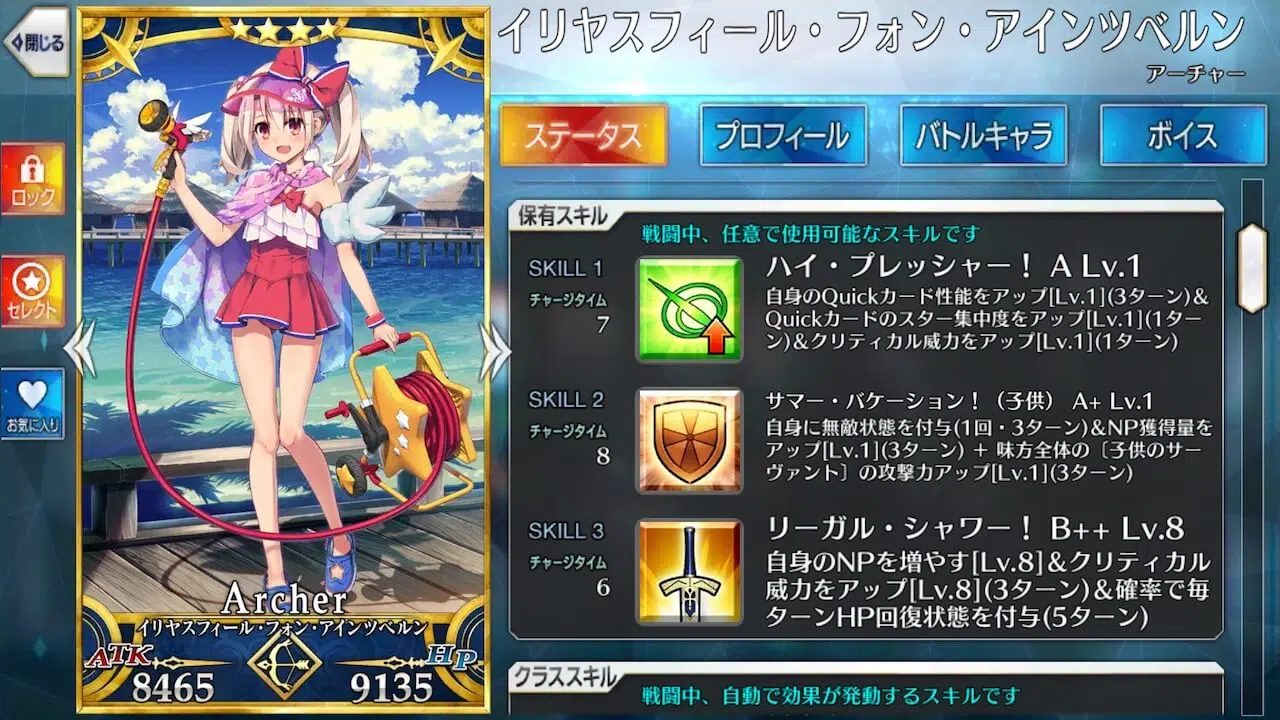 閉じる
ロック
セレクト
お気に入り
Archer
イリヤスフィール・フォン・アインツベルン
ATK
8465
HP
9135
イリヤスフィール・フォン・アインツベルン
アーチャー
ステータス
プロフィール
バトルキャラ
ボイス
保有スキル
戦闘中、任意で使用可能なスキルです
SKILL 1
チャージタイム
7
ハイ・プレッシャー! A Lv.1
自身のQuickカード性能をアップ[Lv.1](3ターン)&
Quickカードのスター集中度をアップ[Lv.1](1ター
ン)&クリティカル威力をアップ[Lv.1](1ターン)
SKILL 2
チャージタイム
8
サマー・バケーション!(子供) A+ Lv.1
自身に無敵状態を付与(1回・3ターン)&NP獲得量を
アップ[Lv.1](3ターン) + 味方全体の〔子供のサー
ヴァント〕の攻撃力アップ[Lv.1](3ターン)
SKILL 3
チャージタイム
6
リーガル・シャワー! B++ Lv.8
自身のNPを増やす[Lv.8]&クリティカル
威力をアップ[Lv.8](3ターン)&確率で毎
ターンHP回復状態を付与(5ターン)
クラススキル
戦闘中、自動で効果が発動するスキルです